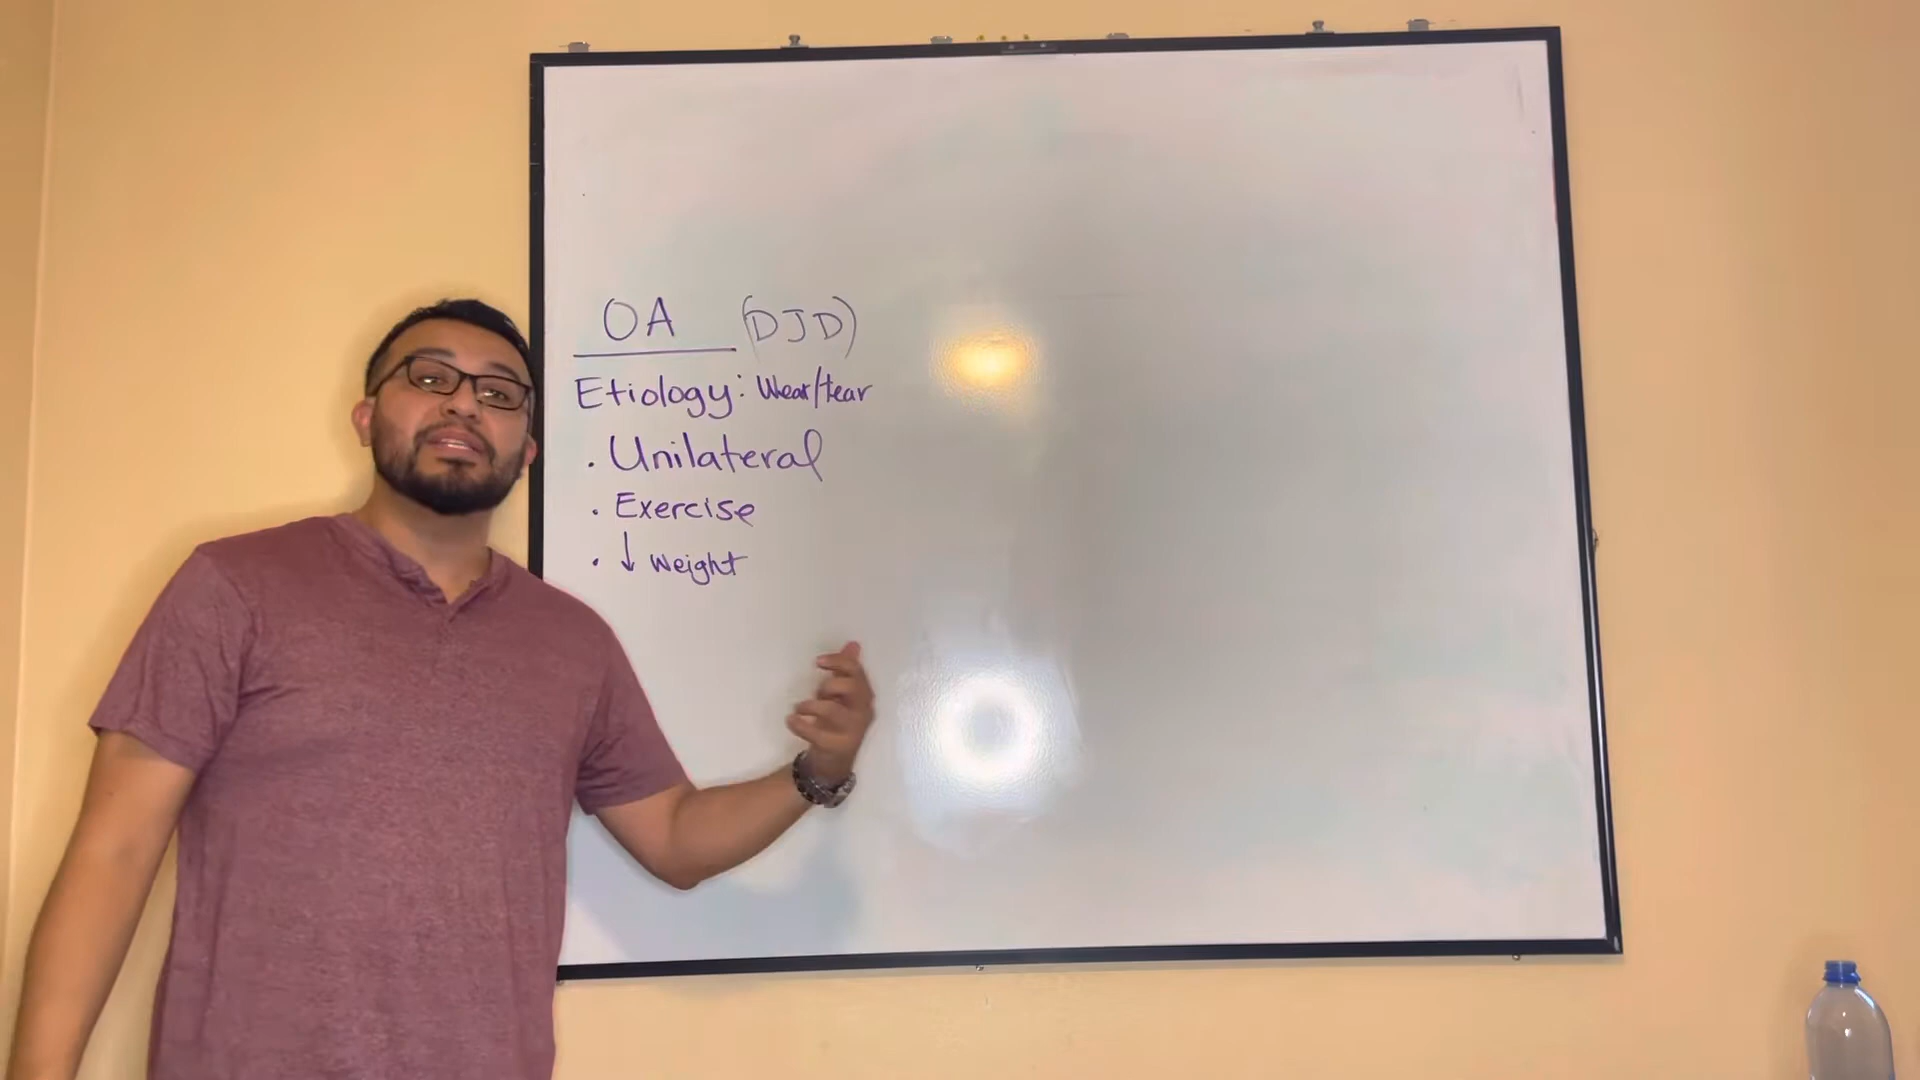 OA (DJD)
Etiology: Wear/tear
. Unilateral
. Exercise
. ↓ weight